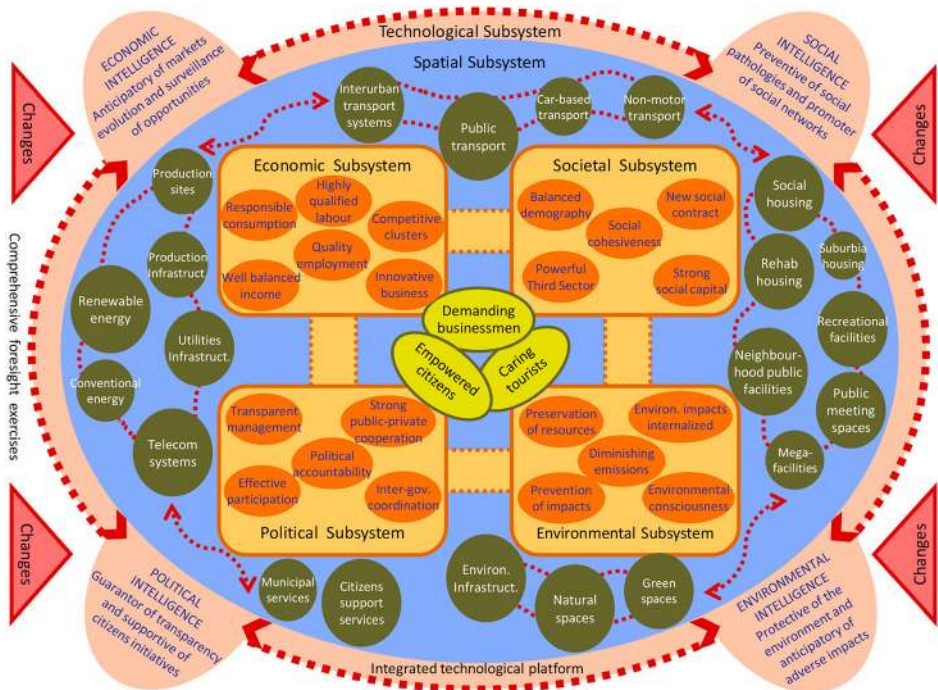 Technological Subsystem
Spatial Subsystem
ECONOMIC
INTELLIGENCE
Anticipatory of markets
evolution and surveillance
of opportunities
SOCIAL
INTELLIGENCE
Preventive of social
pathologies and promoter
of social networks
Changes
Changes
Interurban
transport
systems
Public
transport
Car-based
transport
Non-motor
transport
Production
sites
Production
Infrastruct.
Renewable
energy
Utilities
Infrastruct.
Conventional
energy
Telecom
systems
Economic Subsystem
Highly
qualified
labour
Responsible
consumption
Competitive
clusters
Quality
employment
Well balanced
income
Innovative
business
Societal Subsystem
Balanced
demography
New social
contract
Social
cohesiveness
Powerful
Third Sector
Strong
social capital
Social
housing
Suburbia
housing
Rehab
housing
Recreational
facilities
Neighbour-
hood public
facilities
Public
meeting
spaces
Mega-
facilities
Comprehensive foresight exercises
Demanding
businessmen
Empowered
citizens
Caring
tourists
Transparent
management
Strong
public-private
cooperation
Political
accountability
Effective
participation
Inter-gov.
coordination
Political Subsystem
Preservation
of resources
Environ. impacts
internalized
Diminishing
emissions
Prevention
of impacts
Environmental
consciousness
Environmental Subsystem
Changes
Changes
Municipal
services
Citizens
support
services
Environ.
Infrastruct.
Natural
spaces
Green
spaces
POLITICAL
INTELLIGENCE
Guarantor of transparency
and supportive of
citizens initiatives
ENVIRONMENTAL
INTELLIGENCE
Protective of the
environment and
anticipatory of
adverse impacts
Integrated technological platform